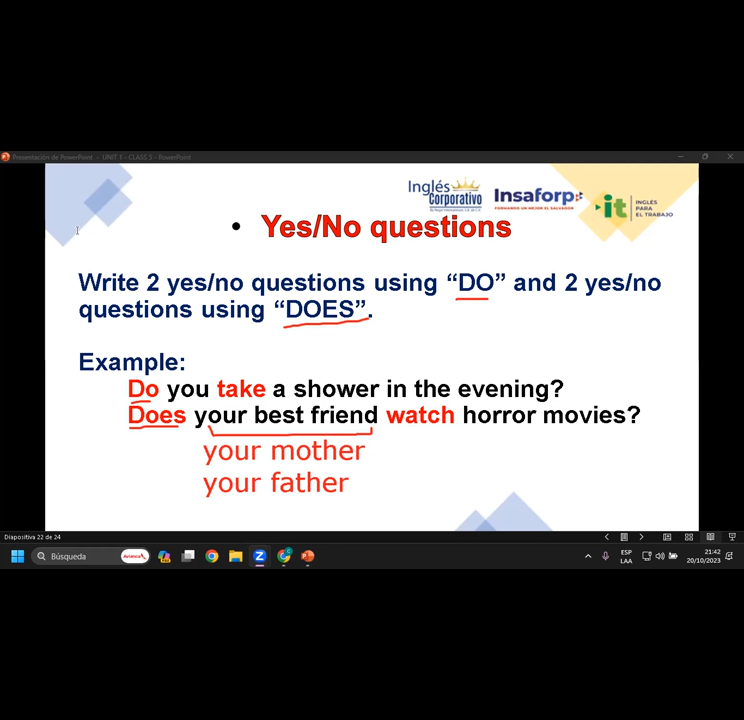 Presentación de PowerPoint - UNIT 1 - CLASS 5 - PowerPoint
Inglés
Corporativo
Insaforp
FORMANDO UN MEJOR EL SALVADOR
it
INGLES
PARA
EL TRABAJO
• Yes/No questions
Write 2 yes/no questions using “DO” and 2 yes/no
questions using “DOES”.
Example:
Do you take a shower in the evening?
Does your best friend watch horror movies?
your mother
your father
Diapositiva 22 de 24
Búsqueda
Avianca
ESP
LAA
21:42
20/10/2023